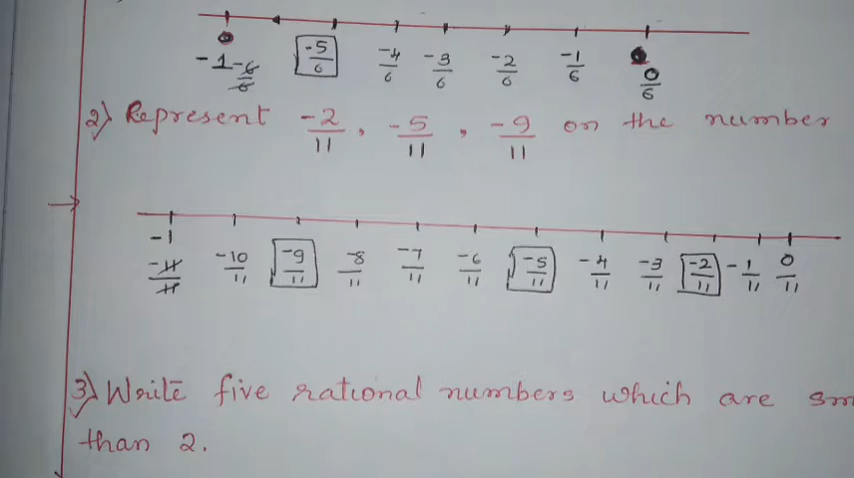 -1 -6/6 -5/6 -4/6 -3/6 -2/6 -1/6 0/6
2) Represent -2/11, -5/11, -9/11 on the number
-1
-11/11 -10/11 -9/11 -8/11 -7/11 -6/11 -5/11 -4/11 -3/11 -2/11 -1/11 0/11
3) Write five rational numbers which are sm
than 2.